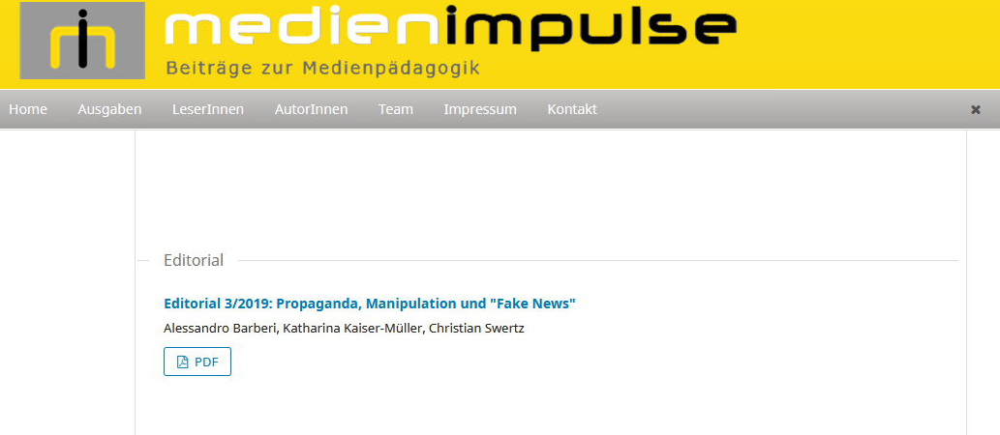 medienimpulse
Beiträge zur Medienpädagogik
Home Ausgaben LeserInnen AutorInnen Team Impressum Kontakt
Editorial
Editorial 3/2019: Propaganda, Manipulation und "Fake News"
Alessandro Barberi, Katharina Kaiser-Müller, Christian Swertz
PDF